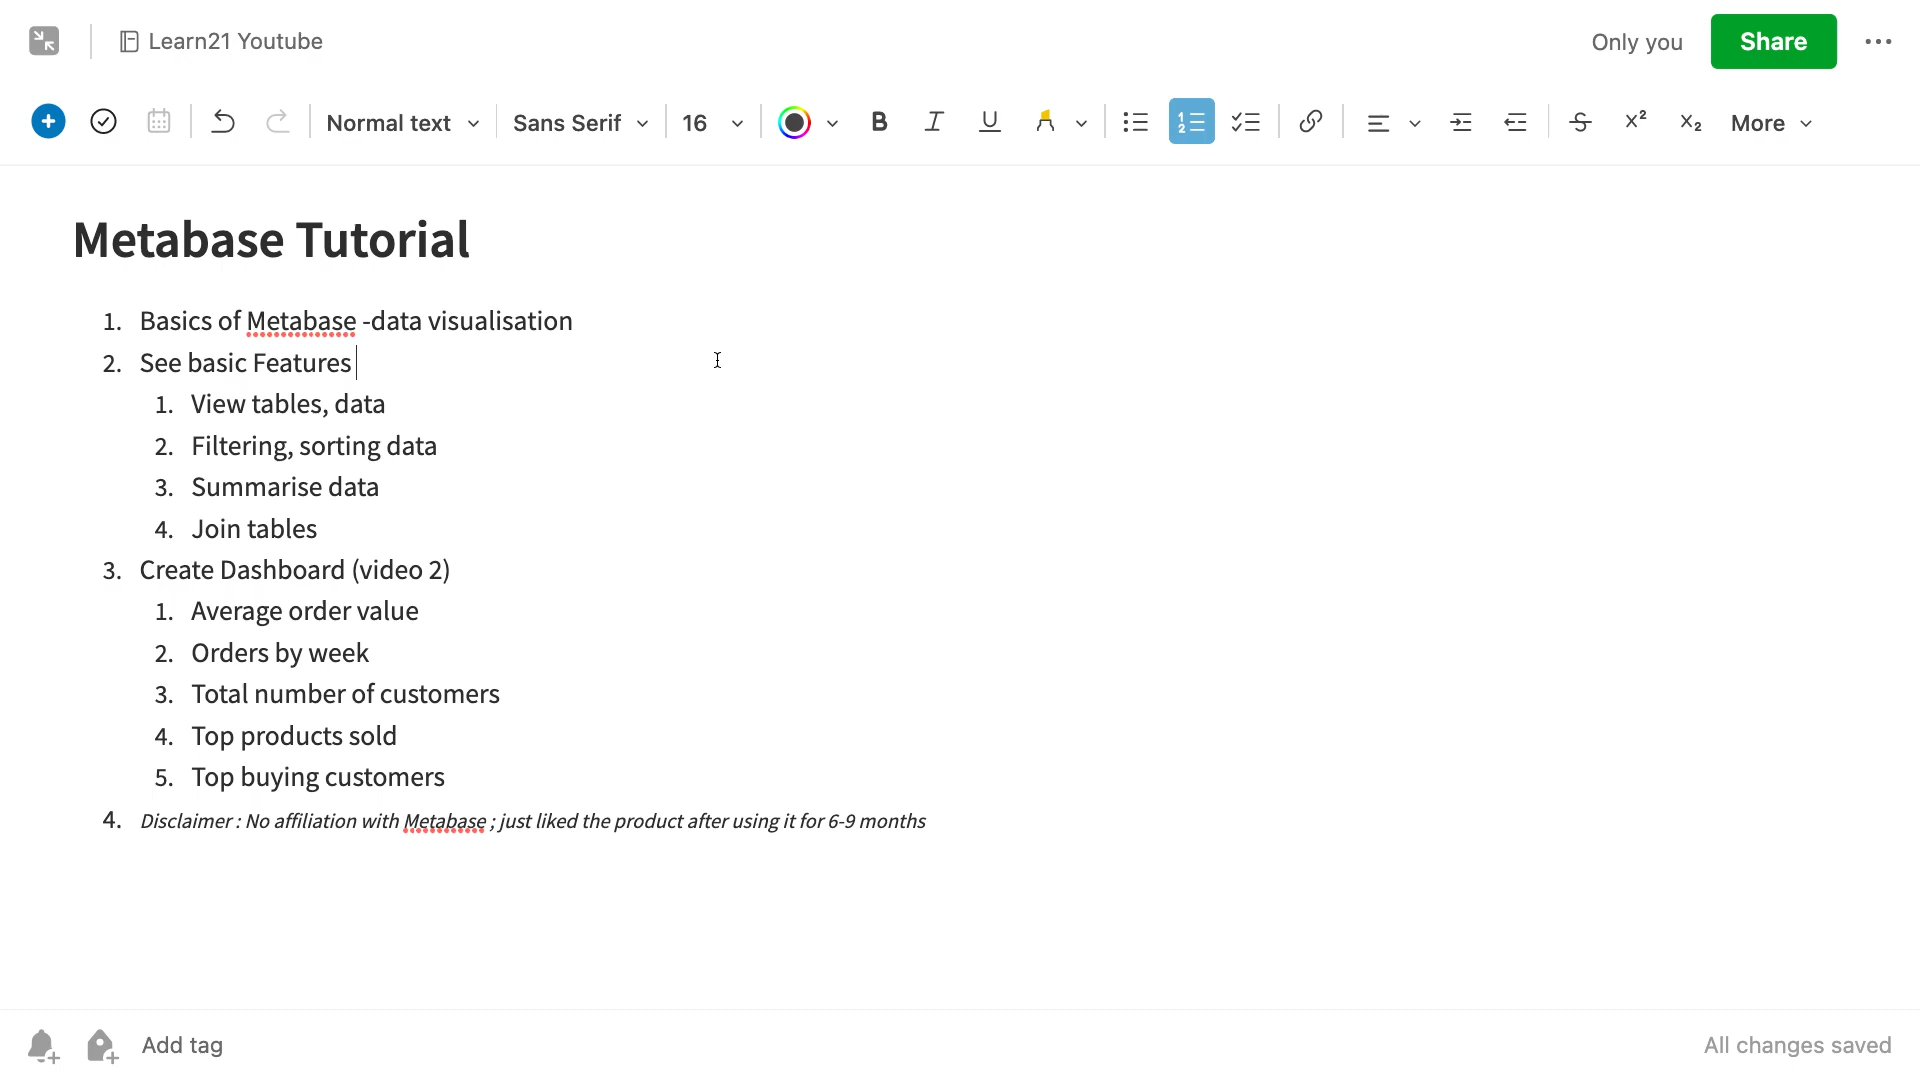 Learn21 Youtube
Only you
Share
Normal text
Sans Serif
16
More
Metabase Tutorial
1. Basics of Metabase -data visualisation
2. See basic Features
1. View tables, data
2. Filtering, sorting data
3. Summarise data
4. Join tables
3. Create Dashboard (video 2)
1. Average order value
2. Orders by week
3. Total number of customers
4. Top products sold
5. Top buying customers
4. Disclaimer : No affiliation with Metabase ; just liked the product after using it for 6-9 months
Add tag
All changes saved